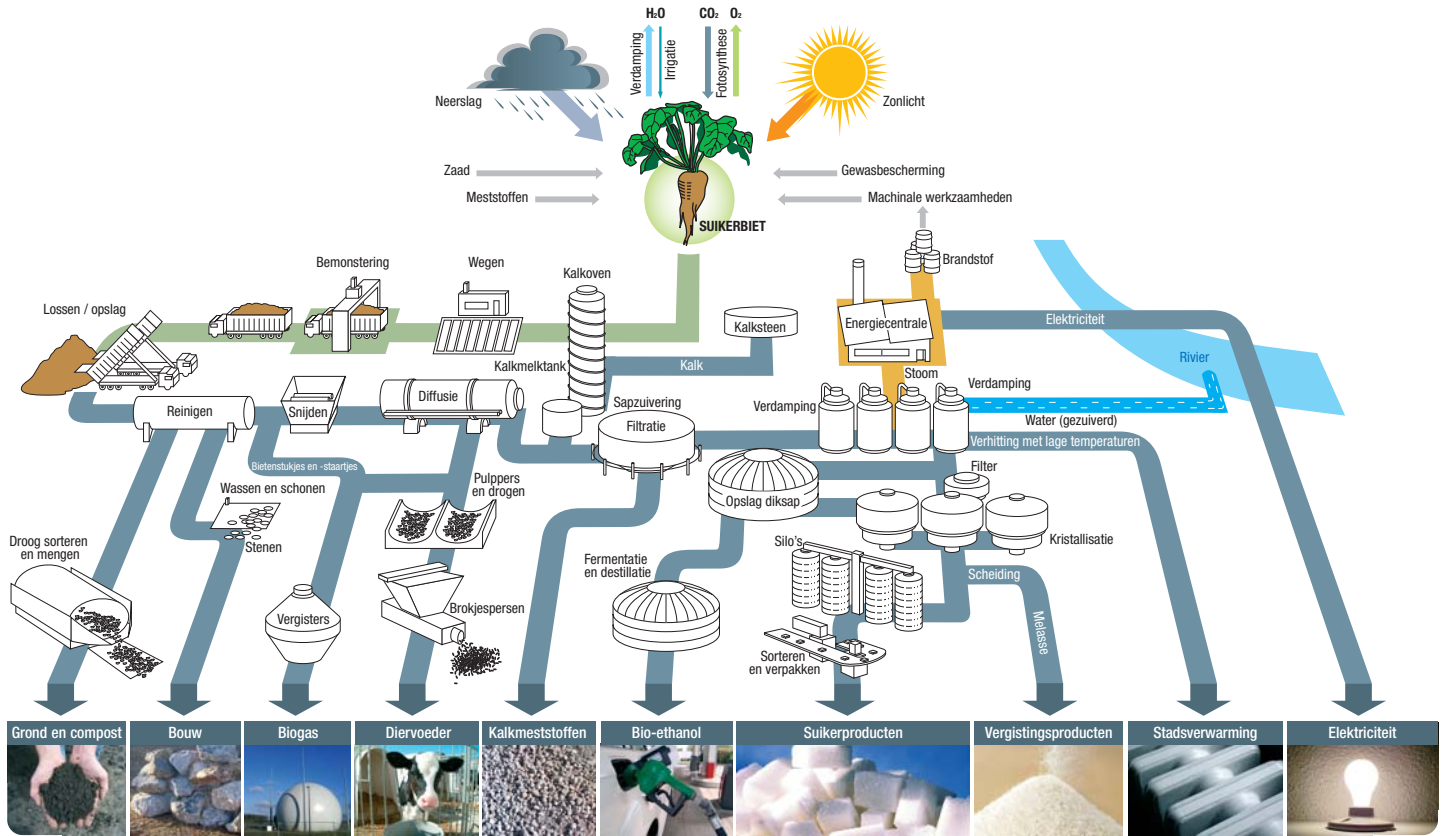 H₂O
CO₂
O₂
Verdamping
Irrigatie
Fotosynthese
Neerslag
Zonlicht
Zaad
Gewasbescherming
Meststoffen
Machinale werkzaamheden
SUIKERBIET
Brandstof
Bemonstering
Wegen
Kalkoven
Lossen / opslag
Kalksteen
Energiecentrale
Elektriciteit
Rivier
Kalkmelktank
Kalk
Stoom
Verdamping
Reinigen
Snijden
Diffusie
Sapzuivering
Verdamping
Filtratie
Water (gezuiverd)
Verhitting met lage temperaturen
Bietenstukjes en -staartjes
Filter
Pulppers
en drogen
Wassen en schonen
Opslag diksap
Stenen
Kristallisatie
Droog sorteren
en mengen
Silo's
Fermentatie
en destillatie
Scheiding
Vergisters
Brokjespersen
Melasse
Sorteren
en verpakken
Grond en compost
Bouw
Biogas
Diervoeder
Kalkmeststoffen
Bio-ethanol
Suikerproducten
Vergistingsproducten
Stadsverwarming
Elektriciteit